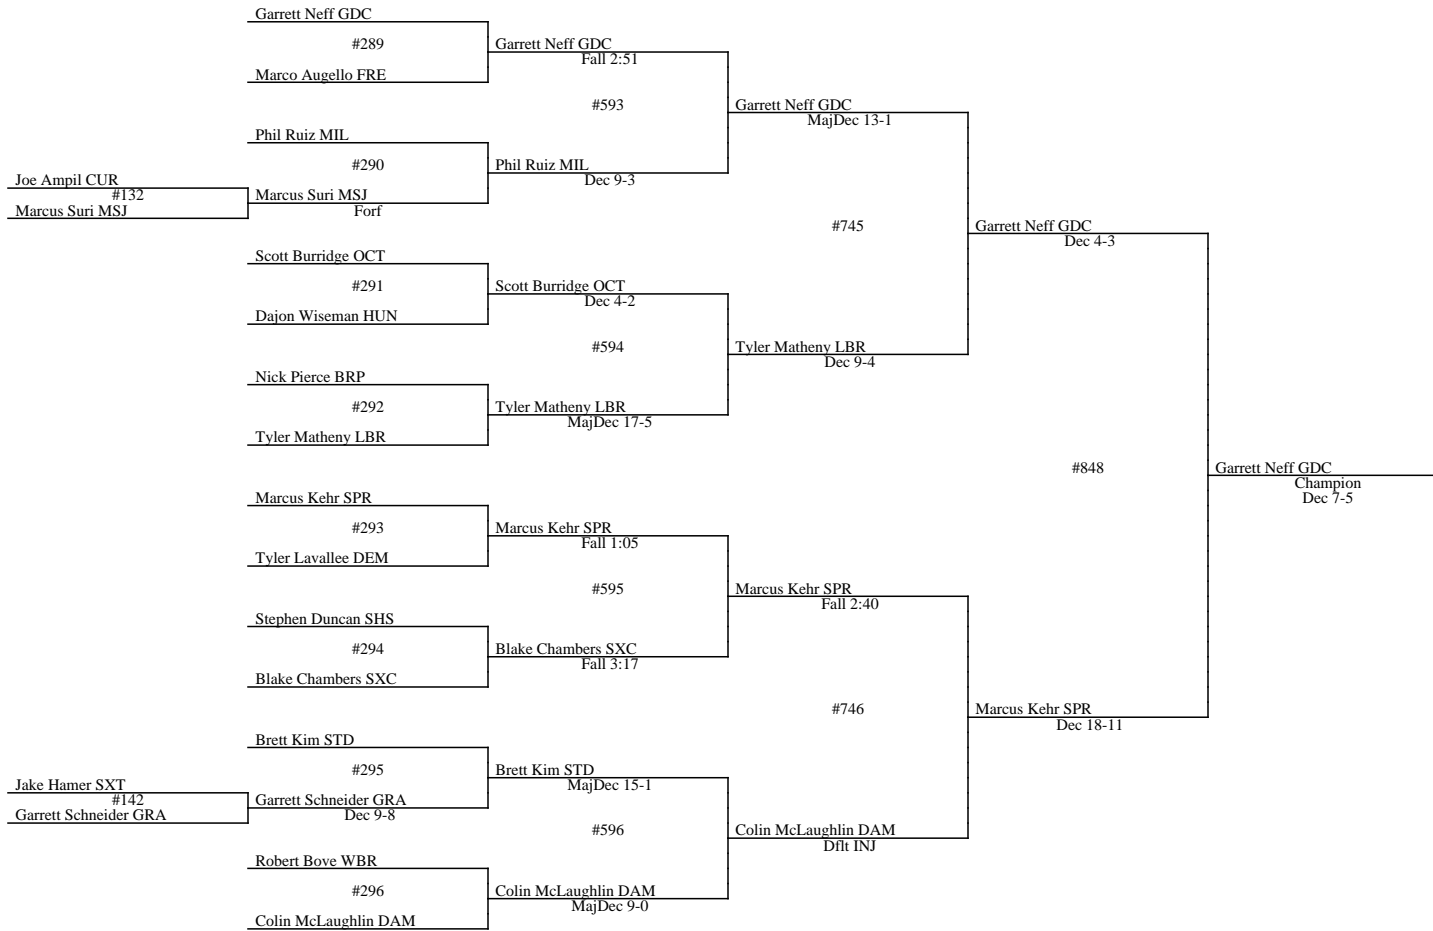 Garrett Neff GDC
#289
Garrett Neff GDC
Fall 2:51
Marco Augello FRE
#593
Garrett Neff GDC
MajDec 13-1
Phil Ruiz MIL
#290
Phil Ruiz MIL
Dec 9-3
Joe Ampil CUR
#132
Marcus Suri MSJ
Marcus Suri MSJ
Forf
#745
Garrett Neff GDC
Dec 4-3
Scott Burridge OCT
#291
Scott Burridge OCT
Dec 4-2
Dajon Wiseman HUN
#594
Tyler Matheny LBR
Dec 9-4
Nick Pierce BRP
#292
Tyler Matheny LBR
MajDec 17-5
Tyler Matheny LBR
#848
Garrett Neff GDC
Champion
Dec 7-5
Marcus Kehr SPR
#293
Marcus Kehr SPR
Fall 1:05
Tyler Lavallee DEM
#595
Marcus Kehr SPR
Fall 2:40
Stephen Duncan SHS
#294
Blake Chambers SXC
Fall 3:17
Blake Chambers SXC
#746
Marcus Kehr SPR
Dec 18-11
Brett Kim STD
#295
Brett Kim STD
MajDec 15-1
Jake Hamer SXT
#142
Garrett Schneider GRA
Garrett Schneider GRA
Dec 9-8
#596
Colin McLaughlin DAM
Dflt INJ
Robert Bove WBR
#296
Colin McLaughlin DAM
MajDec 9-0
Colin McLaughlin DAM